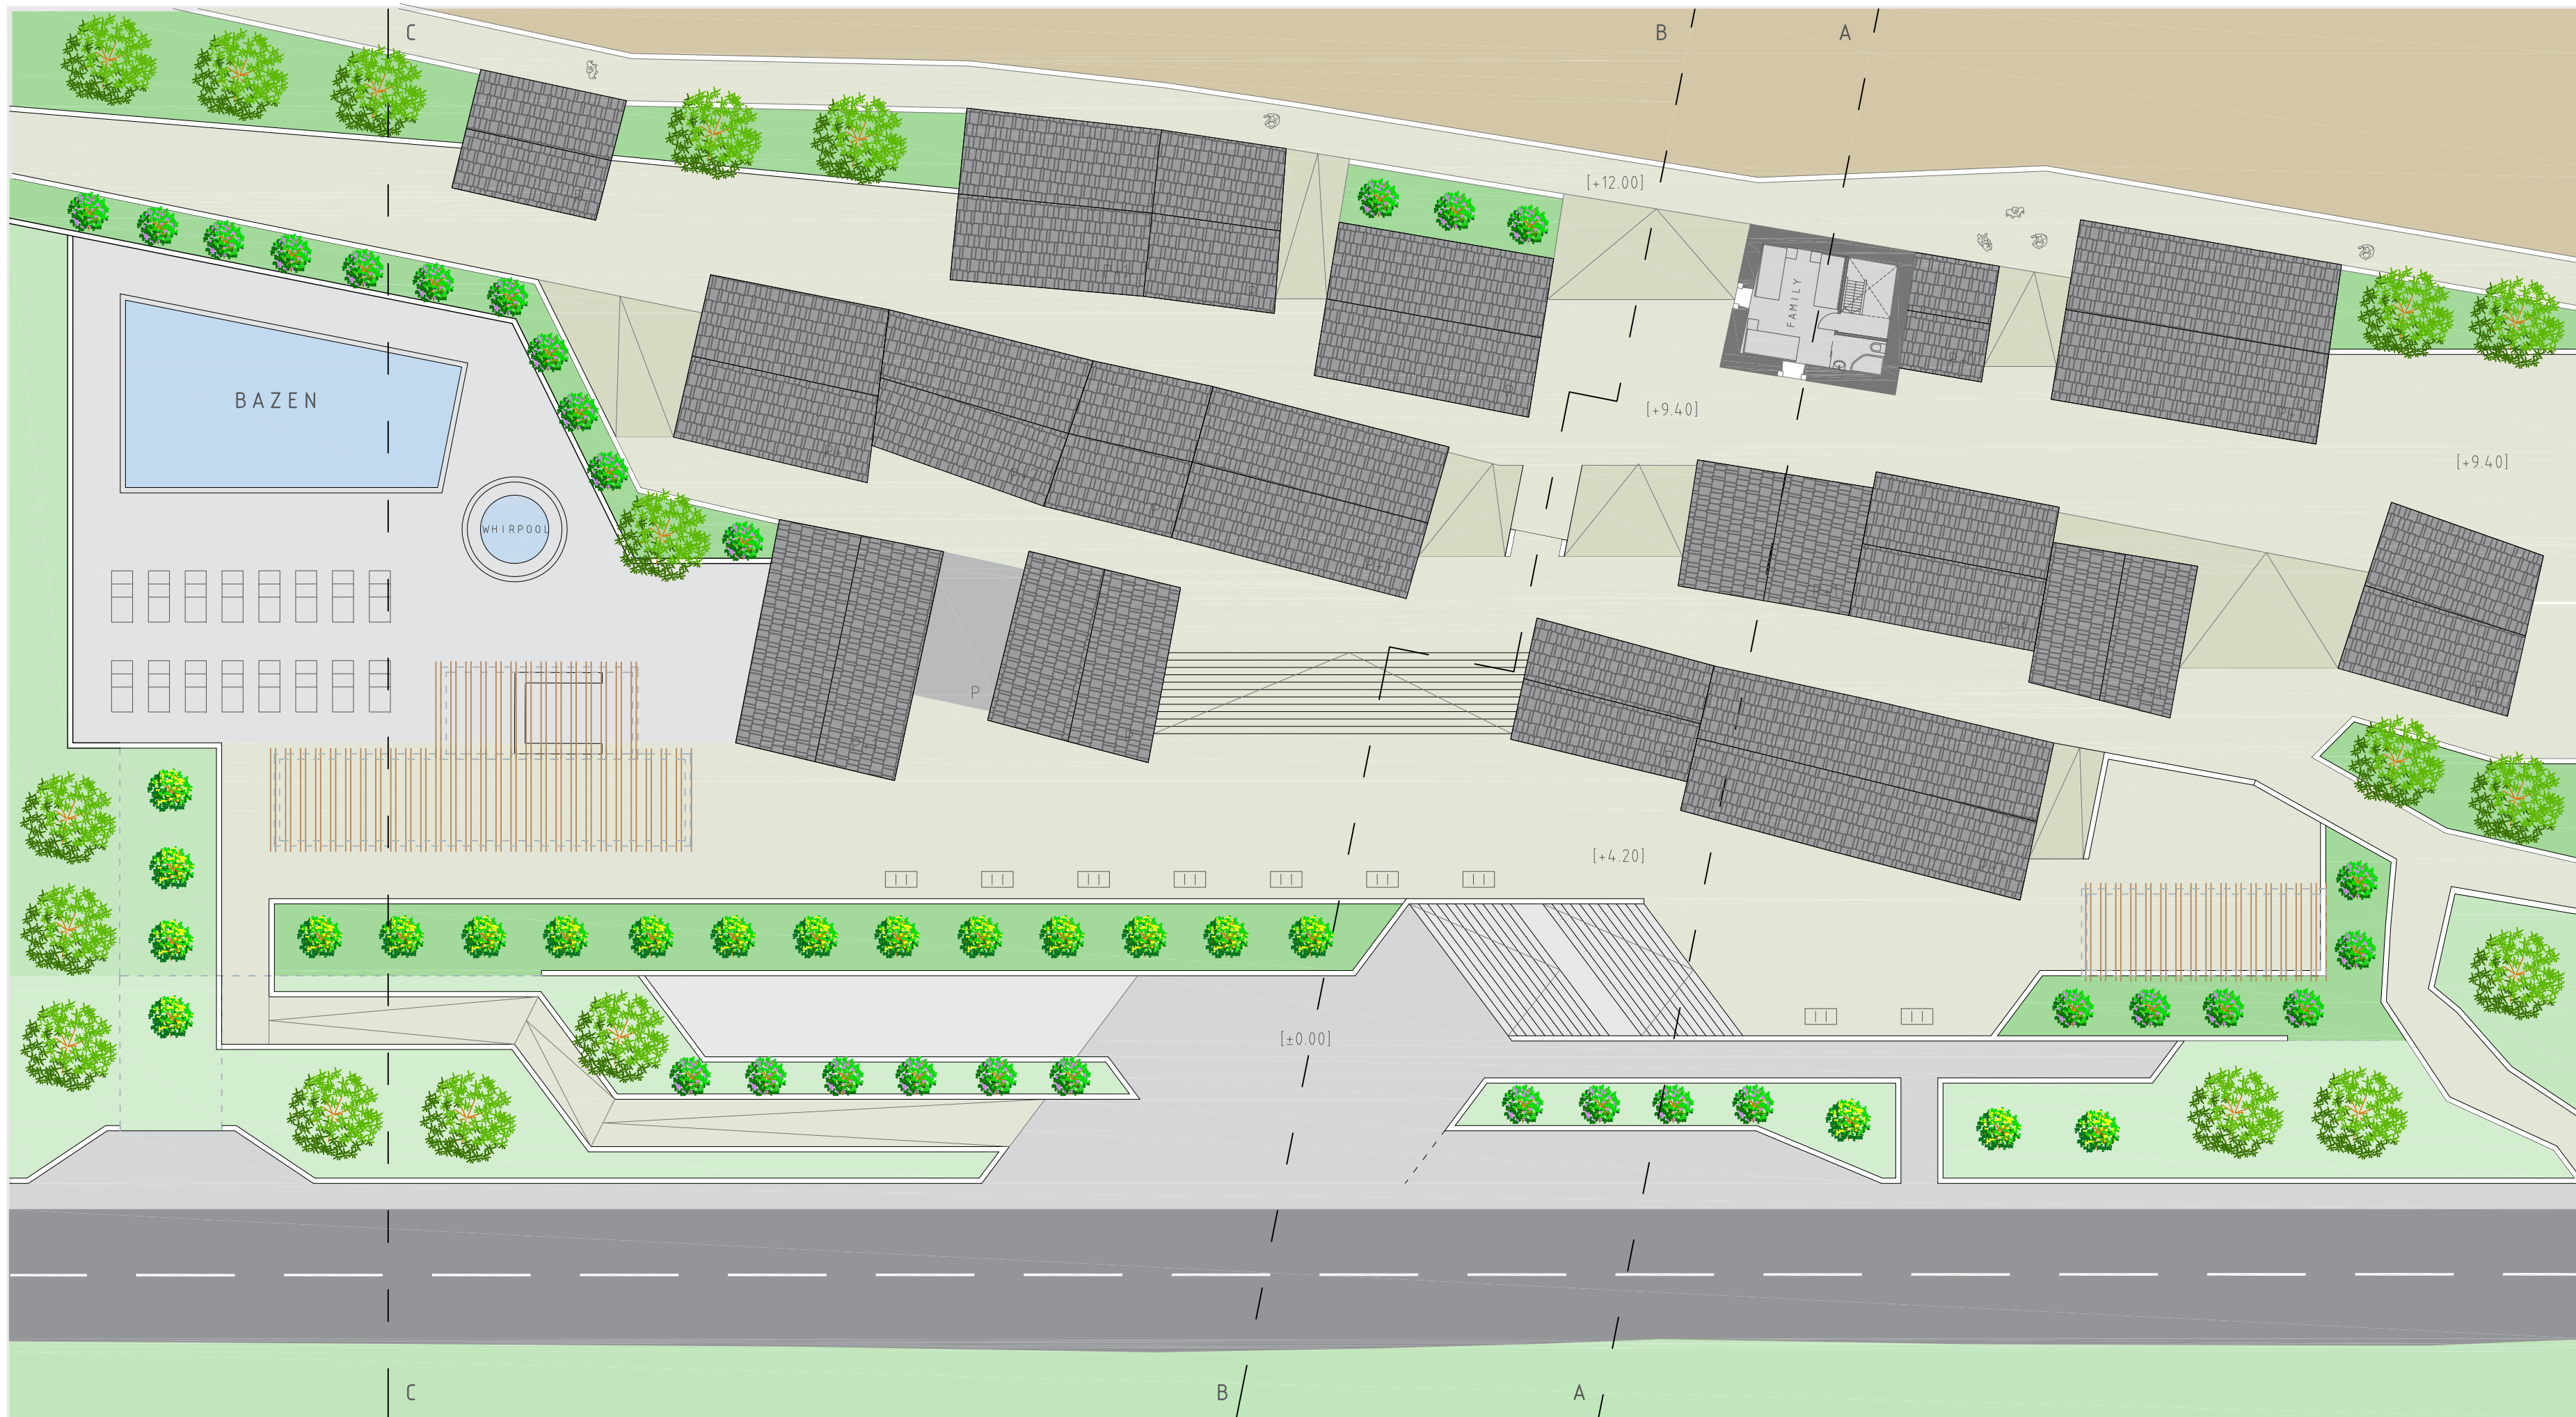 C
B
A
[+12.00]
FAMILY
BAZEN
[+9.40]
[+9.40]
WHIRPOOL
P
[+4.20]
[±0.00]
C
B
A